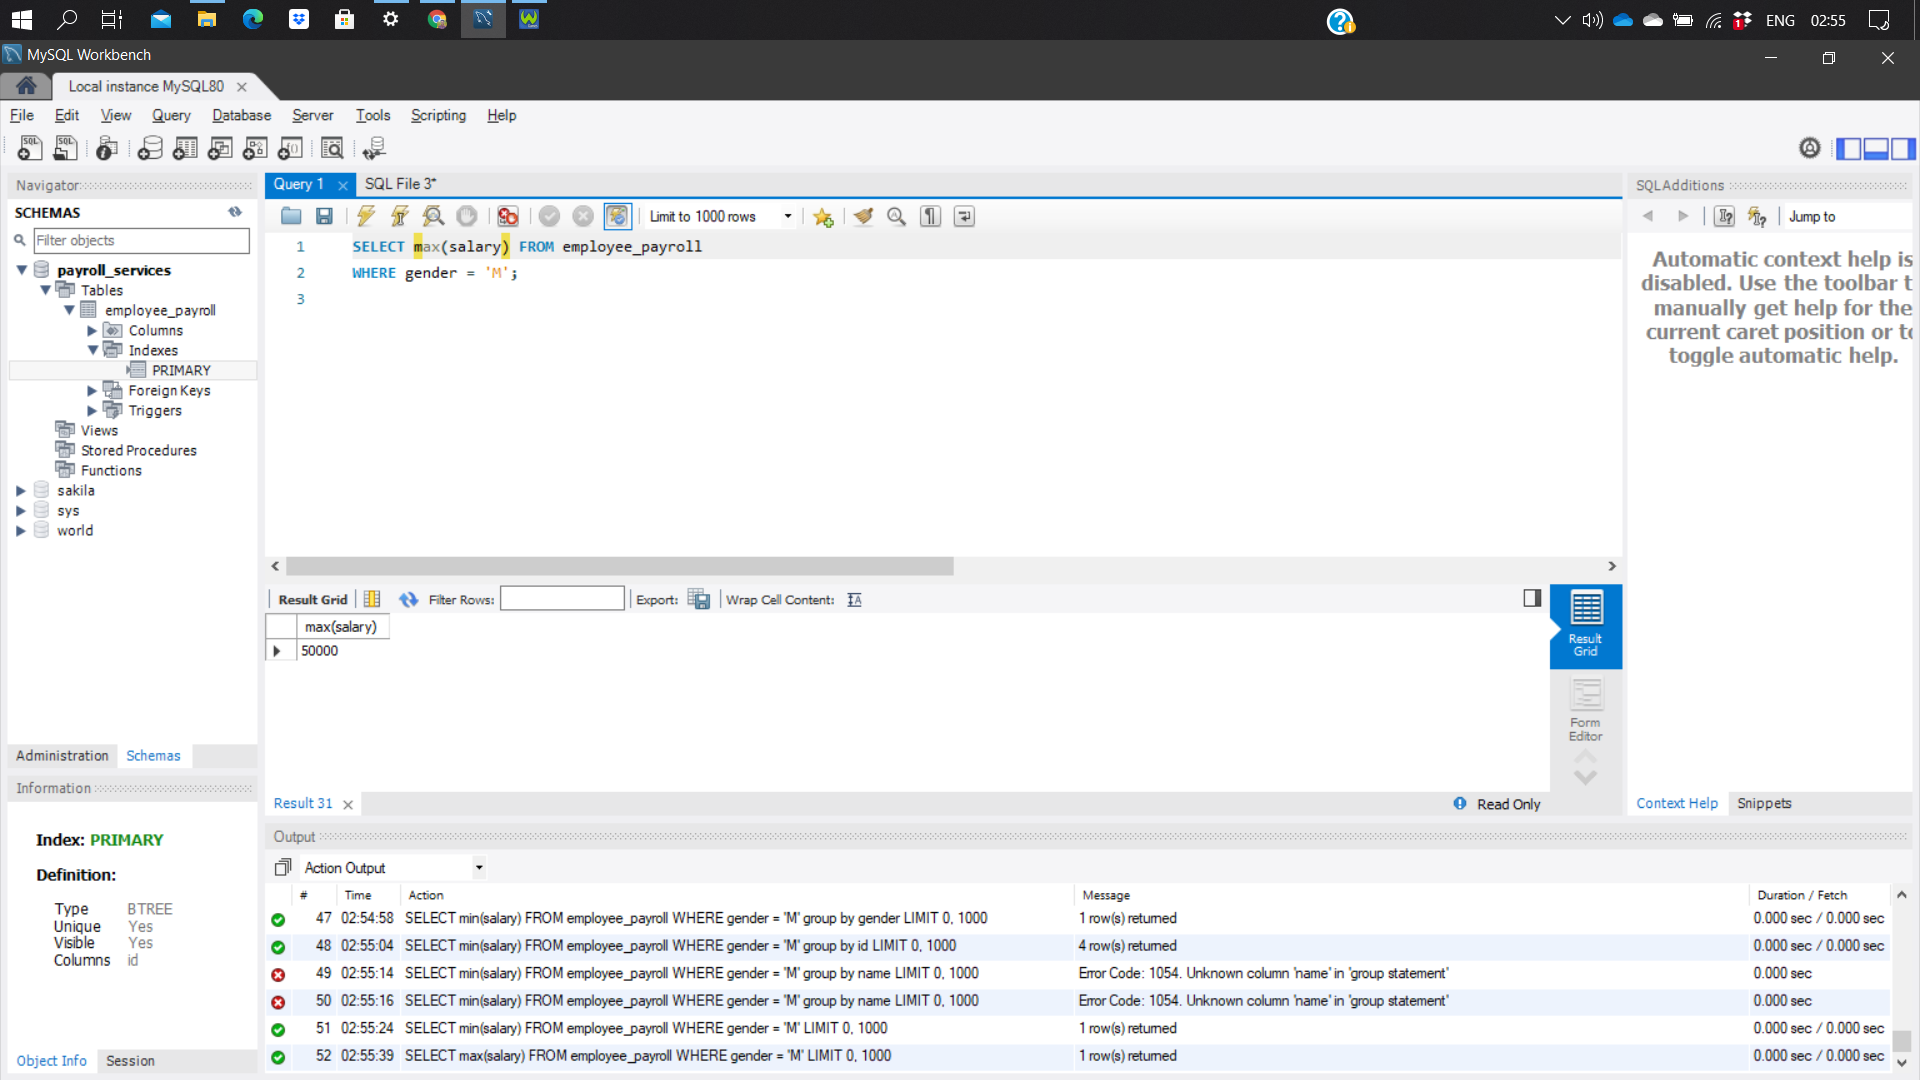 ENG 02:55
MySQL Workbench
Local instance MySQL80
File Edit View Query Database Server Tools Scripting Help
Navigator
SCHEMAS
Filter objects
payroll_services
Tables
employee_payroll
Columns
Indexes
PRIMARY
Foreign Keys
Triggers
Views
Stored Procedures
Functions
sakila
sys
world
Administration Schemas
Information
Index: PRIMARY
Definition:
Type BTREE
Unique Yes
Visible Yes
Columns id
Object Info Session
Query 1 SQL File 3*
Limit to 1000 rows
1 SELECT max(salary) FROM employee_payroll
2 WHERE gender = 'M';
3
Result Grid Filter Rows: Export: Wrap Cell Content:
max(salary)
50000
Result
Grid
Form
Editor
Result 31 Read Only
SQLAdditions
Jump to
Automatic context help is
disabled. Use the toolbar t
manually get help for the
current caret position or to
toggle automatic help.
Context Help Snippets
Output
Action Output
# Time Action Message Duration / Fetch
47 02:54:58 SELECT min(salary) FROM employee_payroll WHERE gender = 'M' group by gender LIMIT 0, 1000 1 row(s) returned 0.000 sec / 0.000 sec
48 02:55:04 SELECT min(salary) FROM employee_payroll WHERE gender = 'M' group by id LIMIT 0, 1000 4 row(s) returned 0.000 sec / 0.000 sec
49 02:55:14 SELECT min(salary) FROM employee_payroll WHERE gender = 'M' group by name LIMIT 0, 1000 Error Code: 1054. Unknown column 'name' in 'group statement' 0.000 sec
50 02:55:16 SELECT min(salary) FROM employee_payroll WHERE gender = 'M' group by name LIMIT 0, 1000 Error Code: 1054. Unknown column 'name' in 'group statement' 0.000 sec
51 02:55:24 SELECT min(salary) FROM employee_payroll WHERE gender = 'M' LIMIT 0, 1000 1 row(s) returned 0.000 sec / 0.000 sec
52 02:55:39 SELECT max(salary) FROM employee_payroll WHERE gender = 'M' LIMIT 0, 1000 1 row(s) returned 0.000 sec / 0.000 sec